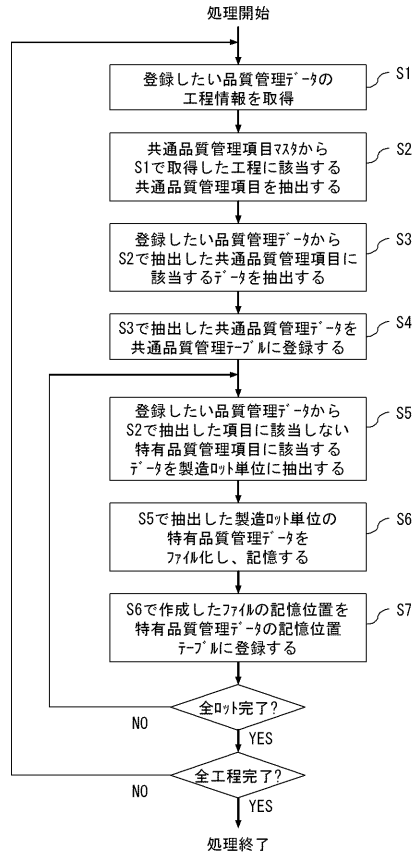 処理開始
登録したい品質管理データの
工程情報を取得
S1
共通品質管理項目ﾏｽﾀから
S1で取得した工程に該当する
共通品質管理項目を抽出する
S2
登録したい品質管理データから
S2で抽出した共通品質管理項目に
該当するデータを抽出する
S3
S3で抽出した共通品質管理ﾃﾞｰﾀを
共通品質管理テーブルに登録する
S4
登録したい品質管理データから
S2で抽出した項目に該当しない
特有品質管理項目に該当する
ﾃﾞｰﾀを製造ﾛｯﾄ単位に抽出する
S5
S5で抽出した製造ﾛｯﾄ単位の
特有品質管理データを
ﾌｧｲﾙ化し、記憶する
S6
S6で作成したﾌｧｲﾙの記憶位置を
特有品質管理データの記憶位置
テーブルに登録する
S7
全ﾛｯﾄ完了?
NO
YES
全工程完了?
NO
YES
処理終了